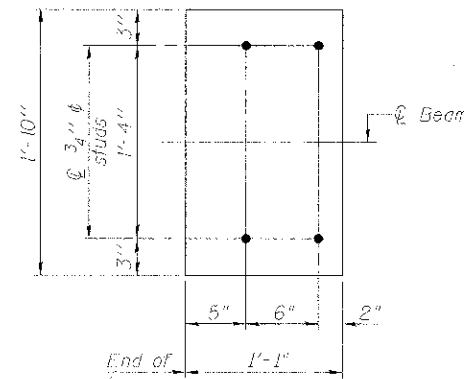 3"
1'-10"
℄ 3/4" ϕ
studs
1'-4"
℄ Beam
3"
5"
6"
2"
End of
1'-1"